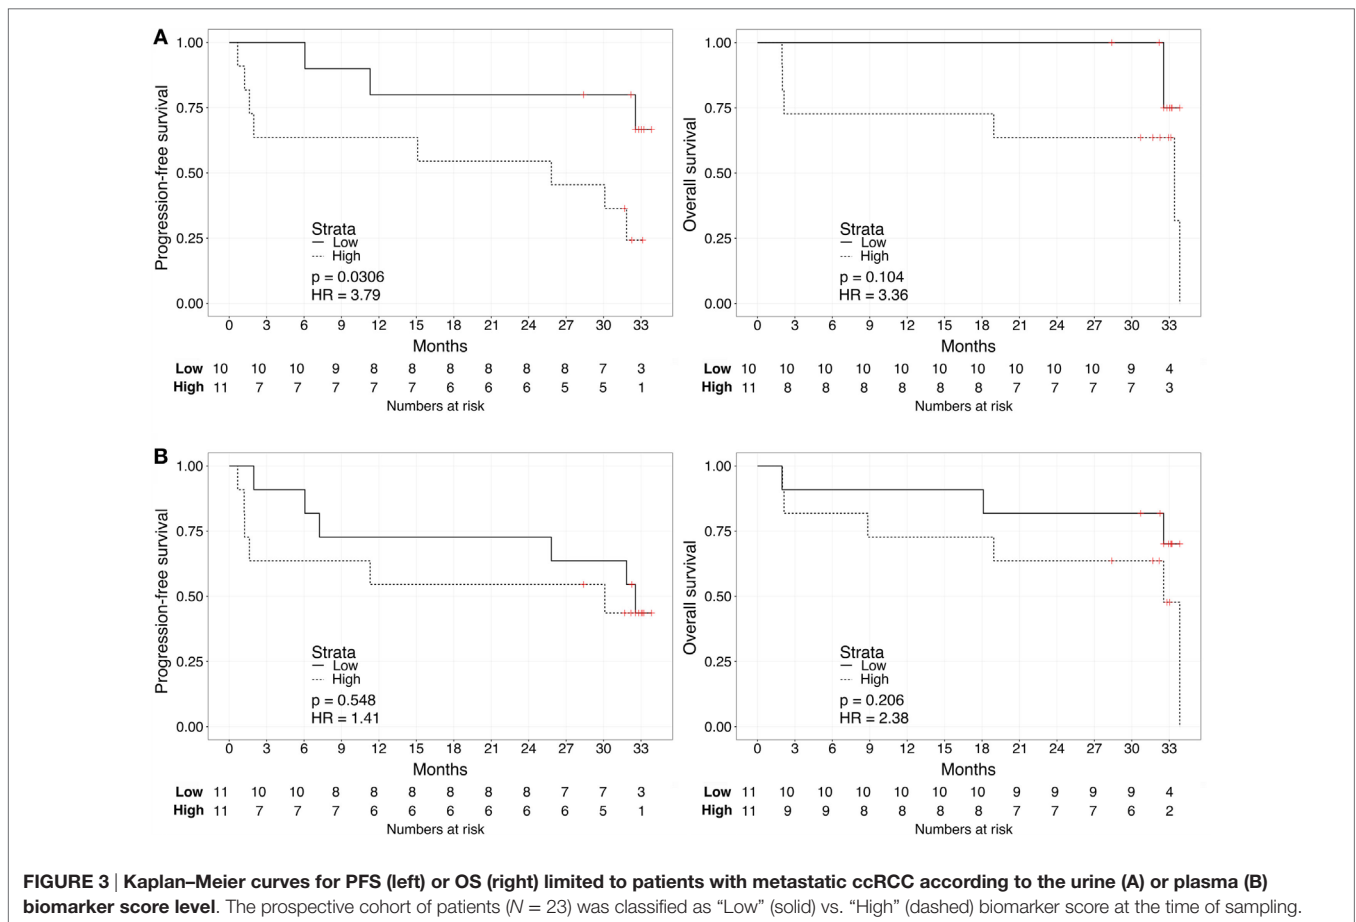 A
1.00
0.75
0.50
0.25
0.00
Progression-free survival
Strata
Low
High
p = 0.0306
HR = 3.79
0 3 6 9 12 15 18 21 24 27 30 33
Months
Low 10 10 10 9 8 8 8 8 8 8 7 3
High 11 7 7 7 7 7 6 6 6 5 5 1
Numbers at risk
1.00
0.75
0.50
0.25
0.00
Overall survival
Strata
Low
High
p = 0.104
HR = 3.36
0 3 6 9 12 15 18 21 24 27 30 33
Months
Low 10 10 10 10 10 10 10 10 10 10 9 4
High 11 8 8 8 8 8 8 7 7 7 7 3
Numbers at risk
B
1.00
0.75
0.50
0.25
0.00
Progression-free survival
Strata
Low
High
p = 0.548
HR = 1.41
0 3 6 9 12 15 18 21 24 27 30 33
Months
Low 11 10 10 8 8 8 8 8 8 7 7 3
High 11 7 7 7 6 6 6 6 6 6 5 1
Numbers at risk
1.00
0.75
0.50
0.25
0.00
Overall survival
Strata
Low
High
p = 0.206
HR = 2.38
0 3 6 9 12 15 18 21 24 27 30 33
Months
Low 11 10 10 10 10 10 10 9 9 9 9 4
High 11 9 9 8 8 8 8 7 7 7 6 2
Numbers at risk
FIGURE 3 | Kaplan–Meier curves for PFS (left) or OS (right) limited to patients with metastatic ccRCC according to the urine (A) or plasma (B)
biomarker score level. The prospective cohort of patients (N = 23) was classified as “Low” (solid) vs. “High” (dashed) biomarker score at the time of sampling.